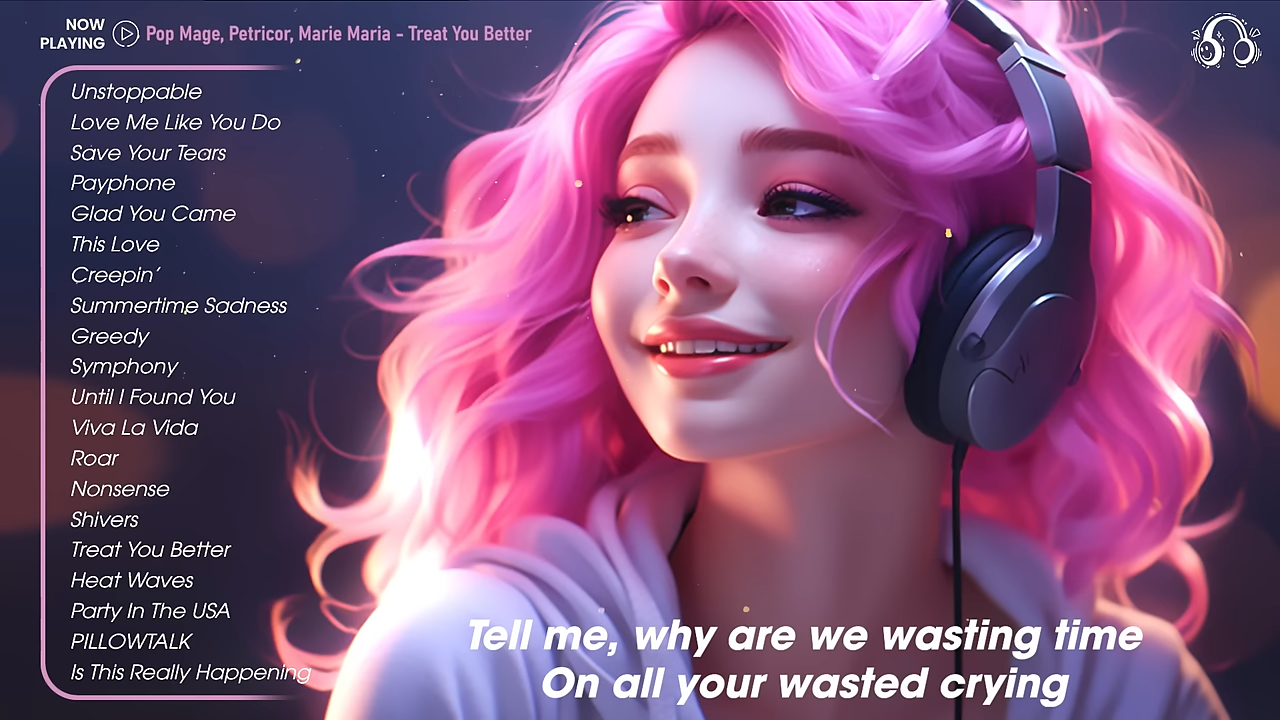 NOW
PLAYING
Pop Mage, Petricor, Marie Maria - Treat You Better
Unstoppable
Love Me Like You Do
Save Your Tears
Payphone
Glad You Came
This Love
Creepin’
Summertime Sadness
Greedy
Symphony
Until I Found You
Viva La Vida
Roar
Nonsense
Shivers
Treat You Better
Heat Waves
Party In The USA
PILLOWTALK
Is This Really Happening
Tell me, why are we wasting time
On all your wasted crying